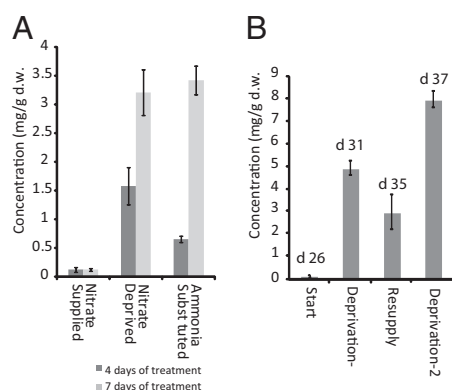 A
Concentration (mg/g d.w.)
4
3.5
3
2.5
2
1.5
1
0.5
0
Nitrate
Supplied
Nitrate
Deprived
Ammonia
Subst tuted
4 days of treatment
7 days of treatment
B
Concentration (mg/g d.w.)
9
8
7
6
5
4
3
2
1
0
d 26
d 31
d 35
d 37
Start
Deprivation-
Resupply
Deprivation-2